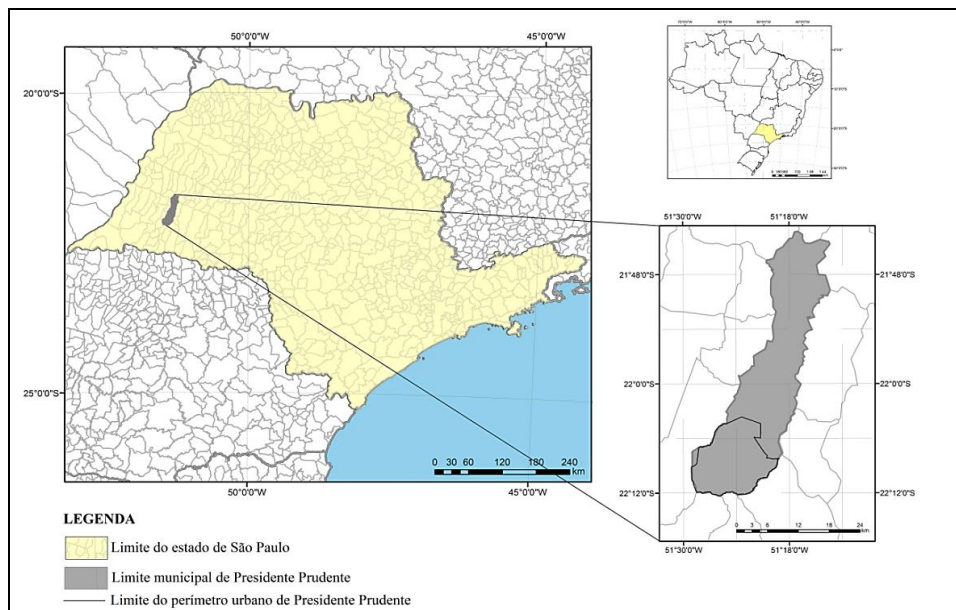 50°0'0"W
45°0'0"W
20°0'0"S
25°0'0"S
0 30 60 120 180 240
km
50°0'0"W
45°0'0"W
51°30'0"W
51°18'0"W
21°48'0"S
21°48'0"S
22°0'0"S
22°0'0"S
22°12'0"S
22°12'0"S
0 3 6 12 18 24
km
51°30'0"W
51°18'0"W
LEGENDA
Limite do estado de São Paulo
Limite municipal de Presidente Prudente
Limite do perímetro urbano de Presidente Prudente